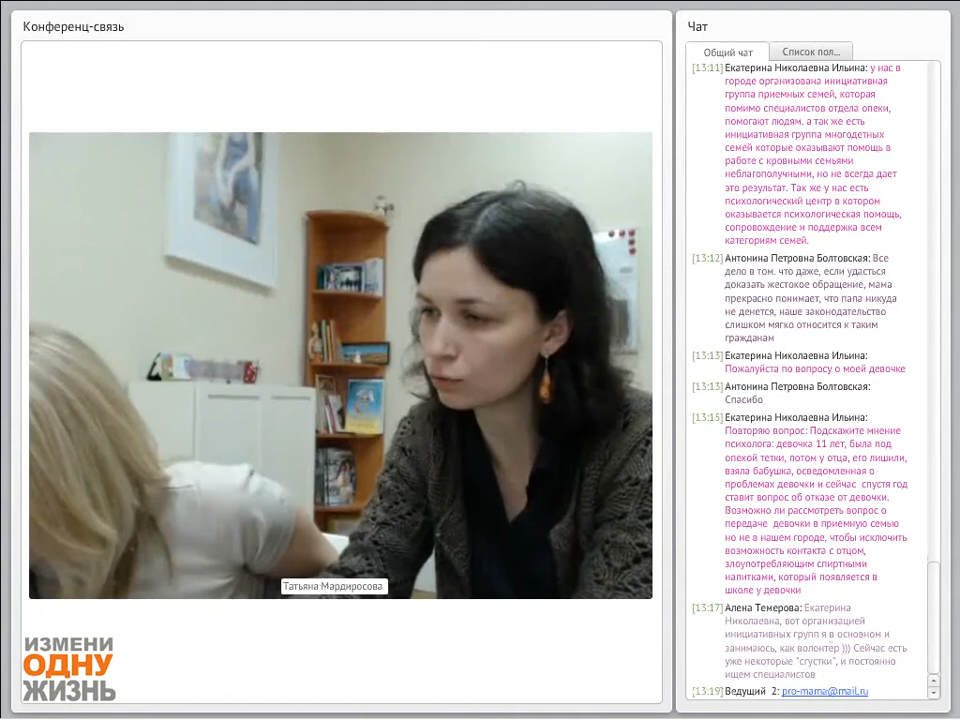 Конференц-связь
Татьяна Мардиросова
ИЗМЕНИ
ОДНУ
ЖИЗНЬ
Чат
Общий чат
Список пол...
[13:11] Екатерина Николаевна Ильина: у нас в
городе организована инициативная
группа приемных семей, которая
помимо специалистов отдела опеки,
помогают людям. а так же есть
инициативная группа многодетных
семей которые оказывают помощь в
работе с кровными семьями
неблагополучными, но не всегда дает
это результат. Так же у нас есть
психологический центр в котором
оказывается психологическая помощь,
сопровождение и поддержка всем
категориям семей.
[13:12] Антонина Петровна Болтовская: Все
дело в том. что даже, если удасться
доказать жестокое обращение, мама
прекрасно понимает, что папа никуда
не денется, наше законодательство
слишком мягко относится к таким
гражданам
[13:13] Екатерина Николаевна Ильина:
Пожалуйста по вопросу о моей девочке
[13:13] Антонина Петровна Болтовская:
Спасибо
[13:15] Екатерина Николаевна Ильина:
Повторяю вопрос: Подскажите мнение
психолога: девочка 11 лет, была под
опекой тетки, потом у отца, его лишили,
взяла бабушка, осведомленная о
проблемах девочки и сейчас спустя год
ставит вопрос об отказе от девочки.
Возможно ли рассмотреть вопрос о
передаче девочки в приемную семью
но не в нашем городе, чтобы исключить
возможность контакта с отцом,
злоупотребляющим спиртными
напитками, который появляется в
школе у девочки
[13:17] Алена Темерова: Екатерина
Николаевна, вот организацией
инициативных групп я в основном и
занимаюсь, как волонтёр ))) Сейчас есть
уже некоторые "сгустки", и постоянно
ищем специалистов
[13:19] Ведущий 2: pro-mama@mail.ru